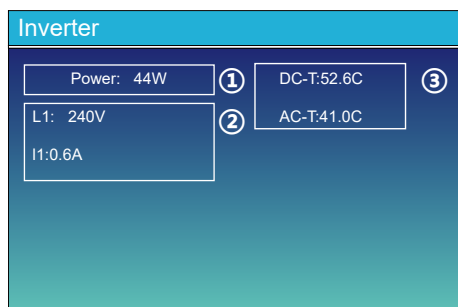 Inverter
Power: 44W
①
L1: 240V
I1:0.6A
②
DC-T:52.6C
AC-T:41.0C
③